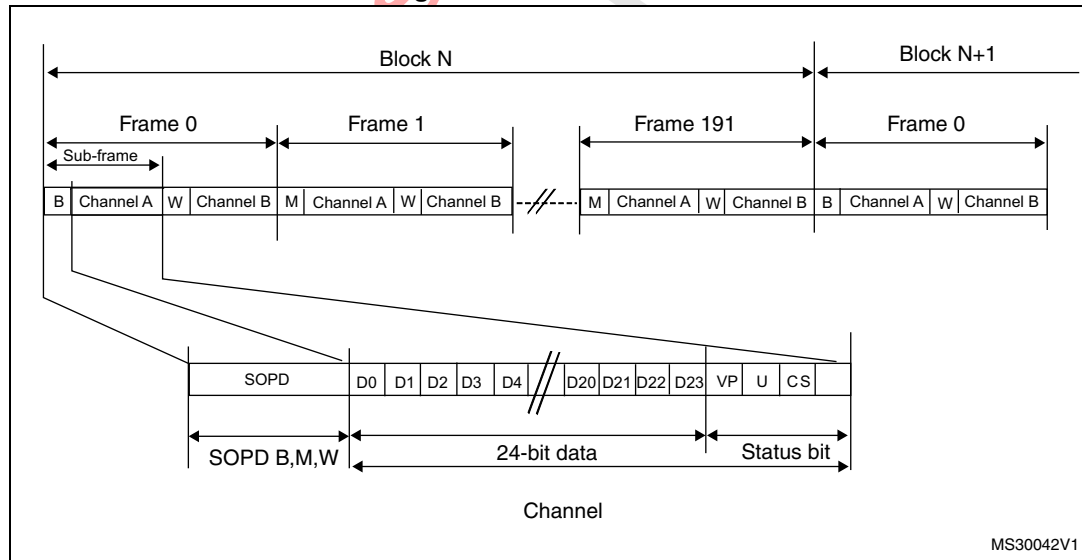 Block N Block N+1
Frame 0 Frame 1 Frame 191 Frame 0
Sub-frame
B Channel A W Channel B M Channel A W Channel B M Channel A W Channel B B Channel A W Channel B
SOPD D0 D1 D2 D3 D4 D20 D21 D22 D23 VP U CS
SOPD B,M,W 24-bit data Status bit
Channel
MS30042V1